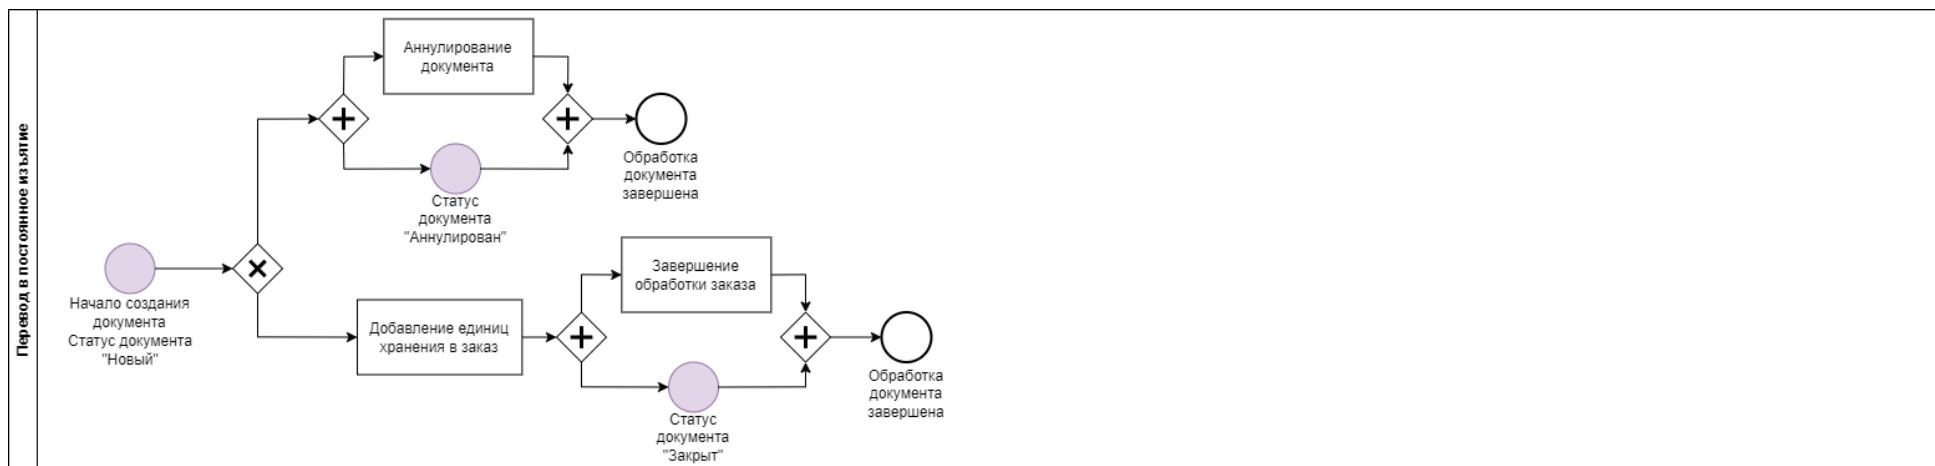 Перевод в постоянное изъятие
Аннулирование
документа
Обработка
документа
завершена
Статус
документа
"Аннулирован"
Начало создания
документа
Статус документа
"Новый"
Добавление единиц
хранения в заказ
Завершение
обработки заказа
Статус
документа
"Закрыт"
Обработка
документа
завершена